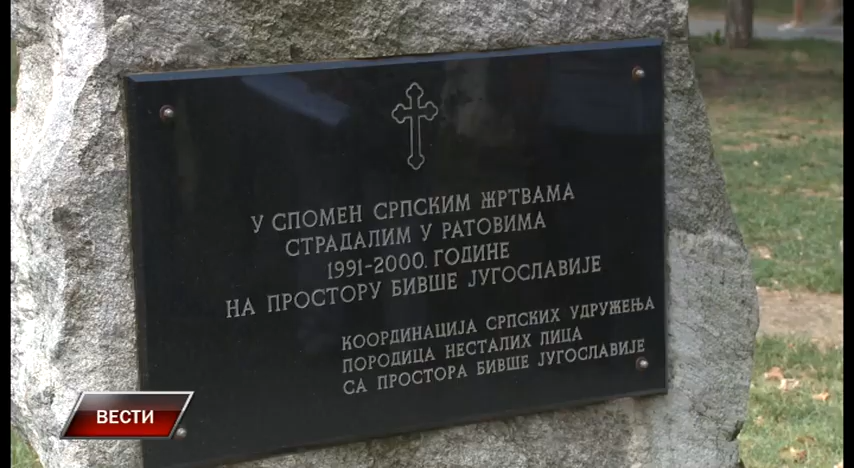 У СПОМЕН СРПСКИМ ЖРТВАМА
СТРАДАЛИМ У РАТОВИМА
1991-2000. ГОДИНЕ
НА ПРОСТОРУ БИВШЕ ЈУГОСЛАВИЈЕ
КООРДИНАЦИЈА СРПСКИХ УДРУЖЕЊА
ПОРОДИЦА НЕСТАЛИХ ЛИЦА
СА ПРОСТОРА БИВШЕ ЈУГОСЛАВИЈЕ
ВЕСТИ